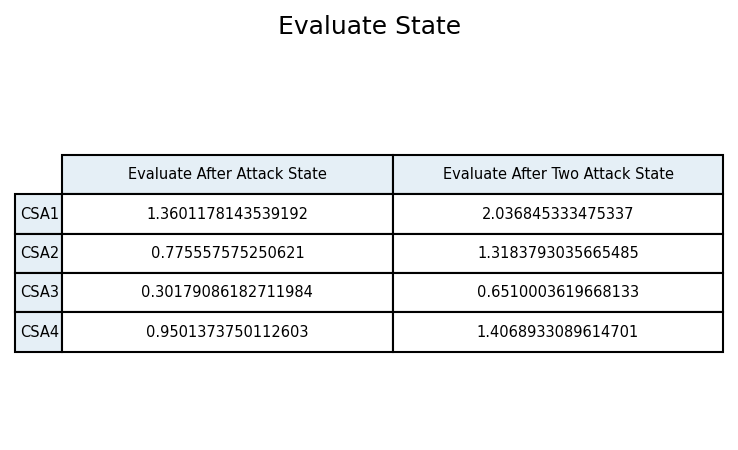 Evaluate State
Evaluate After Attack State Evaluate After Two Attack State
CSA1 1.3601178143539192 2.036845333475337
CSA2 0.775557575250621 1.3183793035665485
CSA3 0.30179086182711984 0.6510003619668133
CSA4 0.9501373750112603 1.4068933089614701